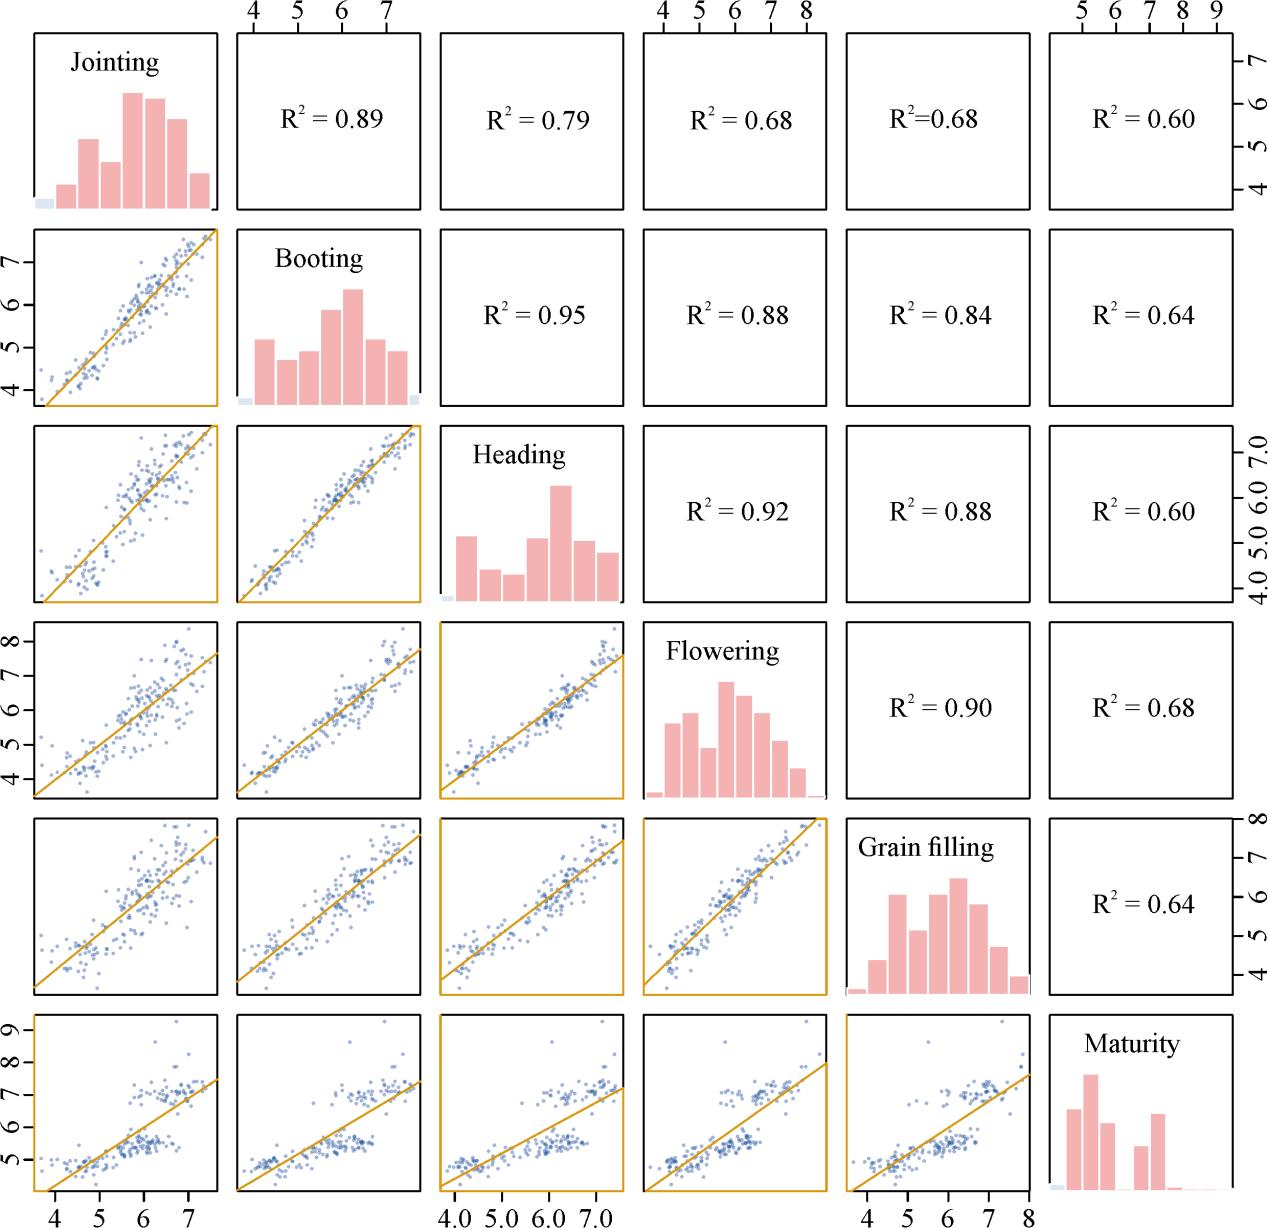 4 5 6 7
4 5 6 7 8
5 6 7 8 9
Jointing
R² = 0.89
R² = 0.79
R² = 0.68
R²=0.68
R² = 0.60
7
6
5
4
7
6
5
4
Booting
R² = 0.95
R² = 0.88
R² = 0.84
R² = 0.64
Heading
R² = 0.92
R² = 0.88
R² = 0.60
7.0
6.0
5.0
4.0
8
7
6
5
4
Flowering
R² = 0.90
R² = 0.68
Grain filling
R² = 0.64
8
7
6
5
4
9
8
7
6
5
Maturity
4 5 6 7
4.0 5.0 6.0 7.0
4 5 6 7 8